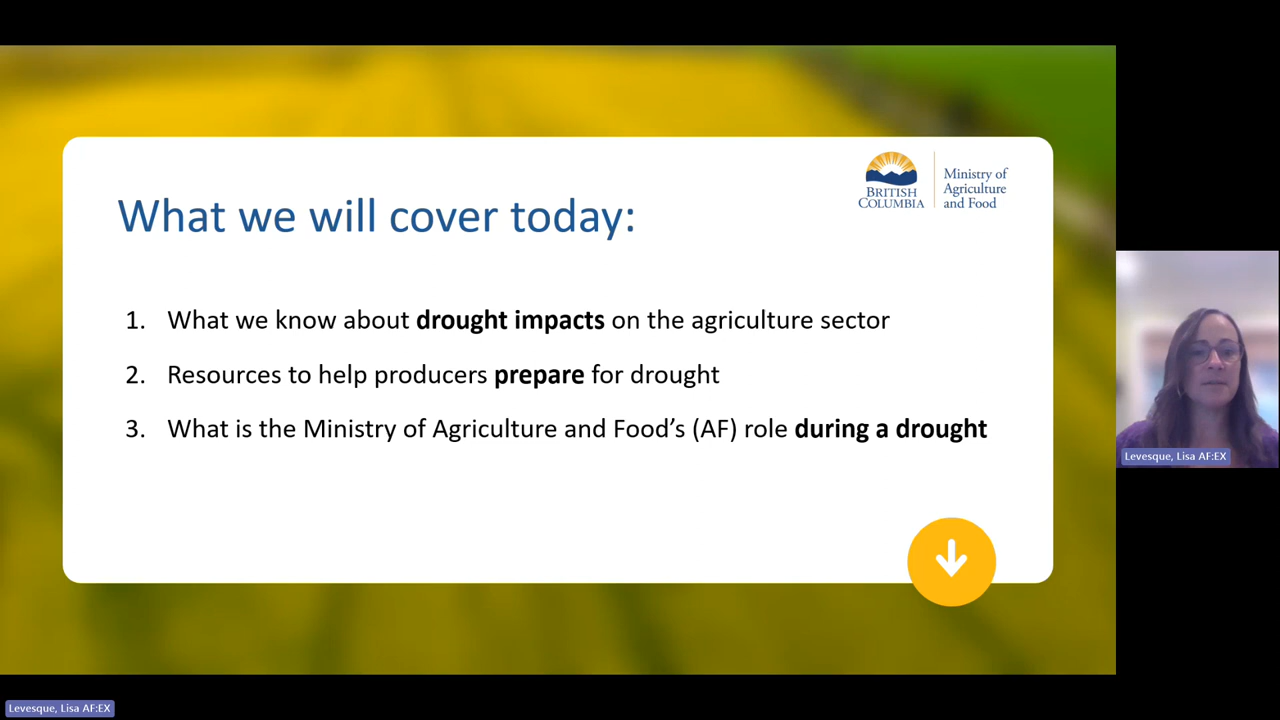 What we will cover today:
BRITISH
COLUMBIA
Ministry of
Agriculture
and Food
1. What we know about drought impacts on the agriculture sector
2. Resources to help producers prepare for drought
3. What is the Ministry of Agriculture and Food’s (AF) role during a drought
Levesque, Lisa AF:EX
Levesque, Lisa AF:EX